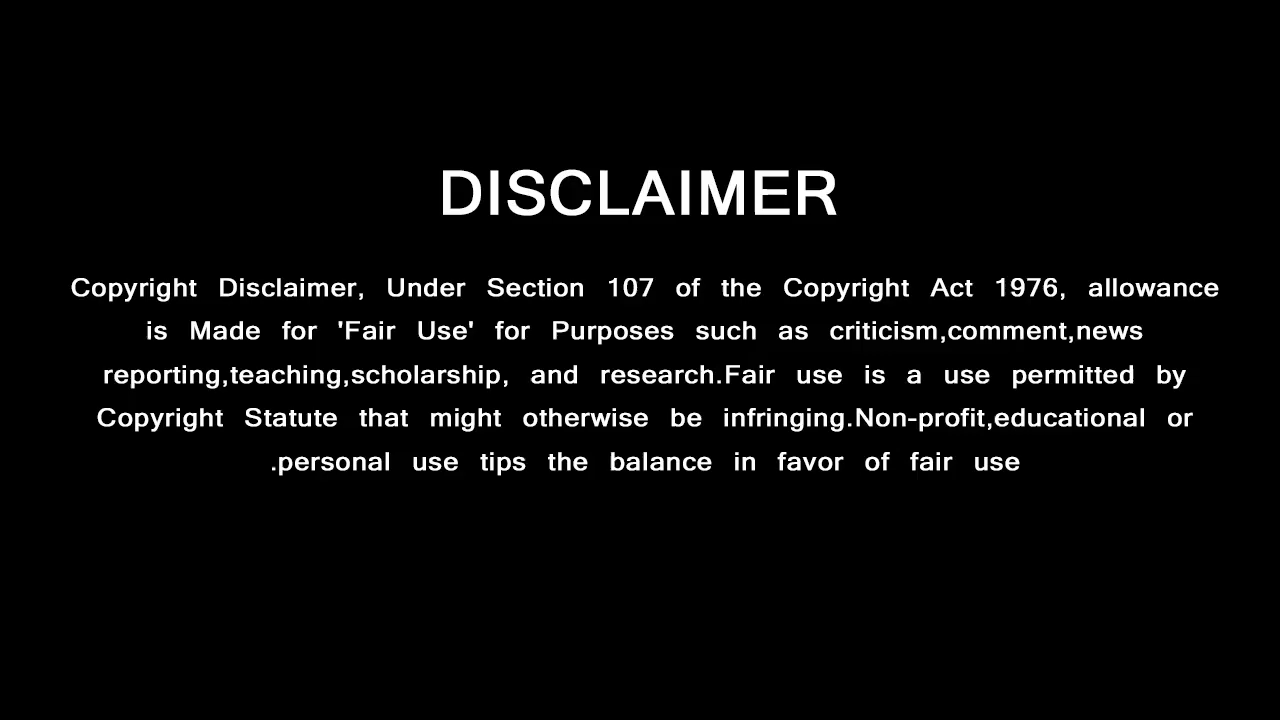 DISCLAIMER
Copyright Disclaimer, Under Section 107 of the Copyright Act 1976, allowance
is Made for 'Fair Use' for Purposes such as criticism,comment,news
reporting,teaching,scholarship, and research.Fair use is a use permitted by
Copyright Statute that might otherwise be infringing.Non-profit,educational or
.personal use tips the balance in favor of fair use